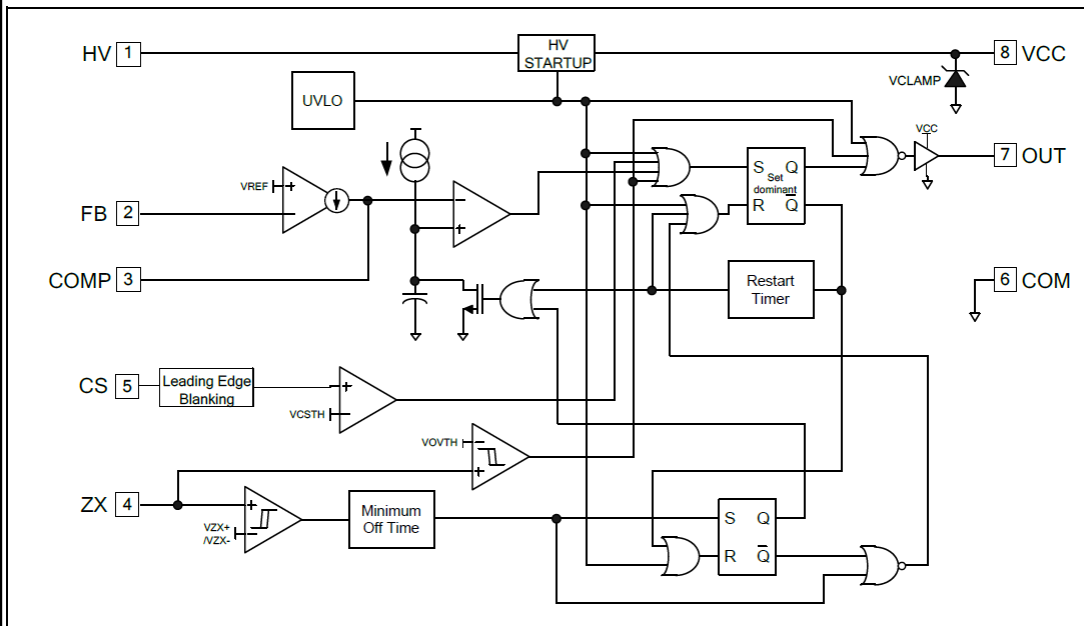 HV 1
HV
STARTUP
8 VCC
VCLAMP
UVLO
VCC
7 OUT
S Q
Set
dominant
R Q
VREF
+
−
FB 2
−
+
COMP 3
Restart
Timer
6 COM
CS 5
Leading Edge
Blanking
+
VCSTH
−
VOVTH
−
+
ZX 4
+
VZX+
/VZX-
−
Minimum
Off Time
S Q
R Q